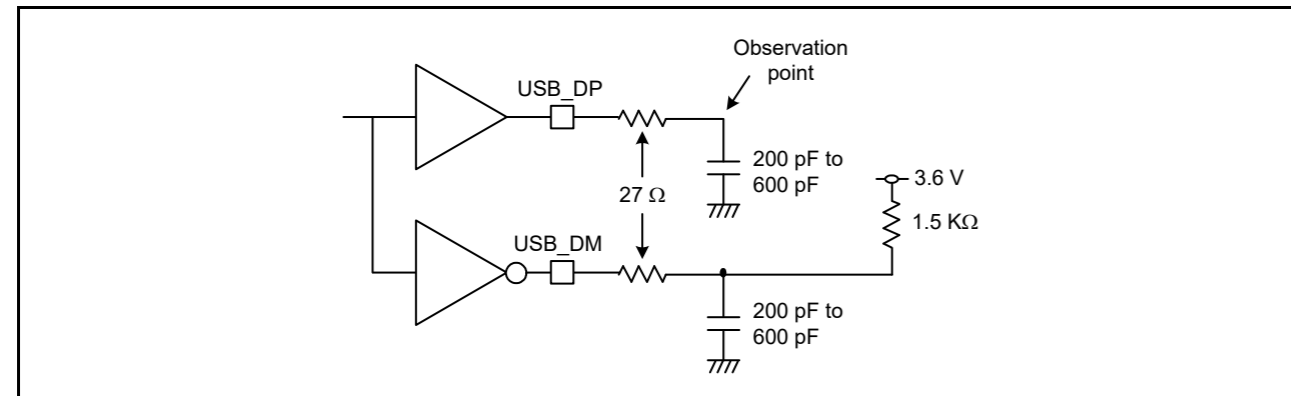 Observation
point
USB_DP
200 pF to
600 pF
3.6 V
27 Ω
1.5 KΩ
USB_DM
200 pF to
600 pF